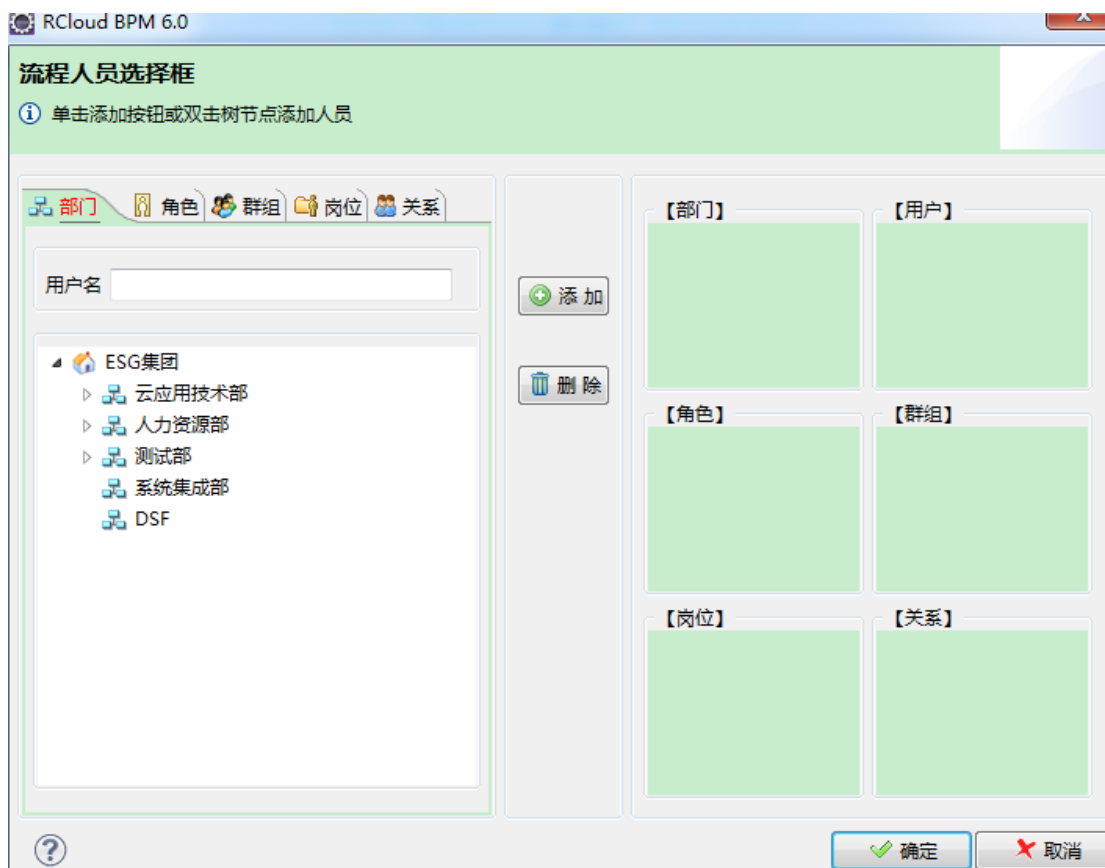 RCloud BPM 6.0
流程人员选择框
单击添加按钮或双击树节点添加人员
部门 角色 群组 岗位 关系
用户名
ESG集团
云应用技术部
人力资源部
测试部
系统集成部
DSF
添 加
删 除
【部门】 【用户】
【角色】 【群组】
【岗位】 【关系】
确定 取消